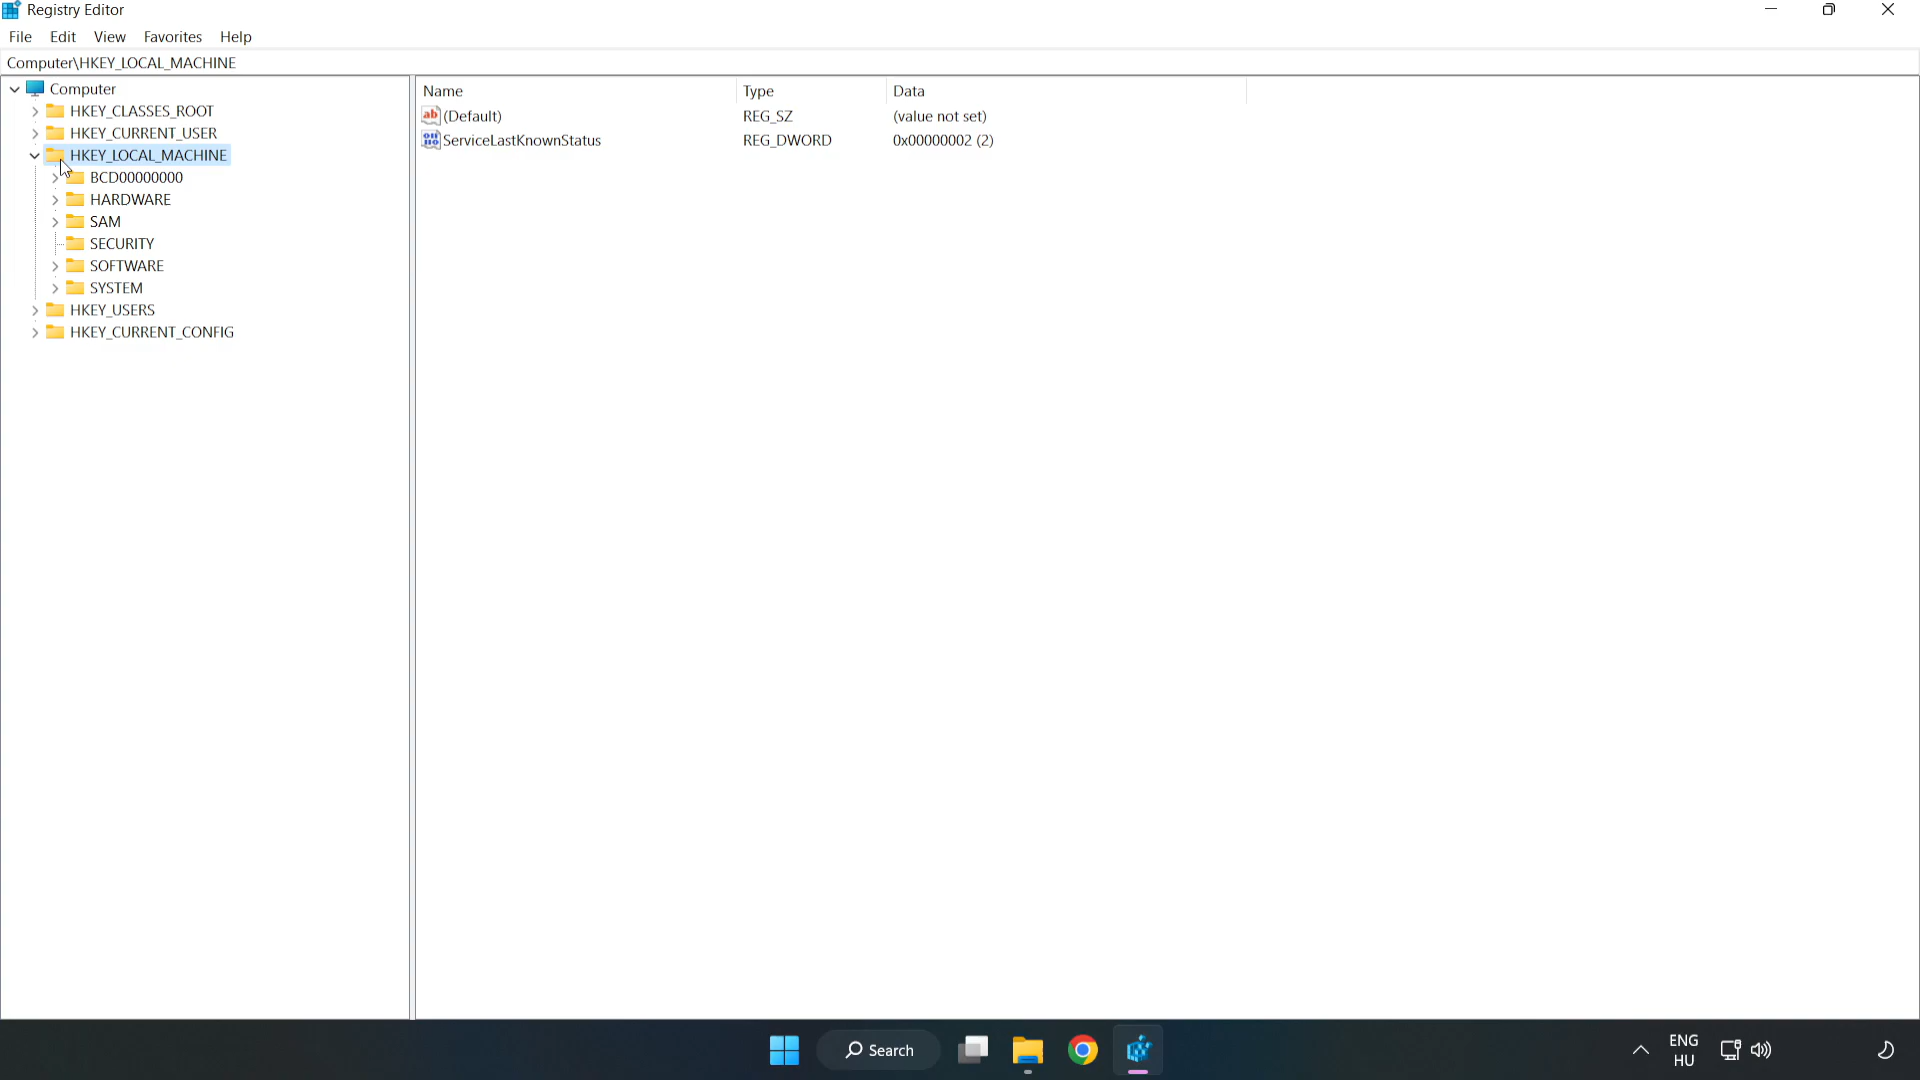 Registry Editor
File Edit View Favorites Help
Computer\HKEY_LOCAL_MACHINE
Computer
HKEY_CLASSES_ROOT
HKEY_CURRENT_USER
HKEY_LOCAL_MACHINE
BCD00000000
HARDWARE
SAM
SECURITY
SOFTWARE
SYSTEM
HKEY_USERS
HKEY_CURRENT_CONFIG
Name Type Data
ab (Default) REG_SZ (value not set)
ServiceLastKnownStatus REG_DWORD 0x00000002 (2)
Search
ENG
HU